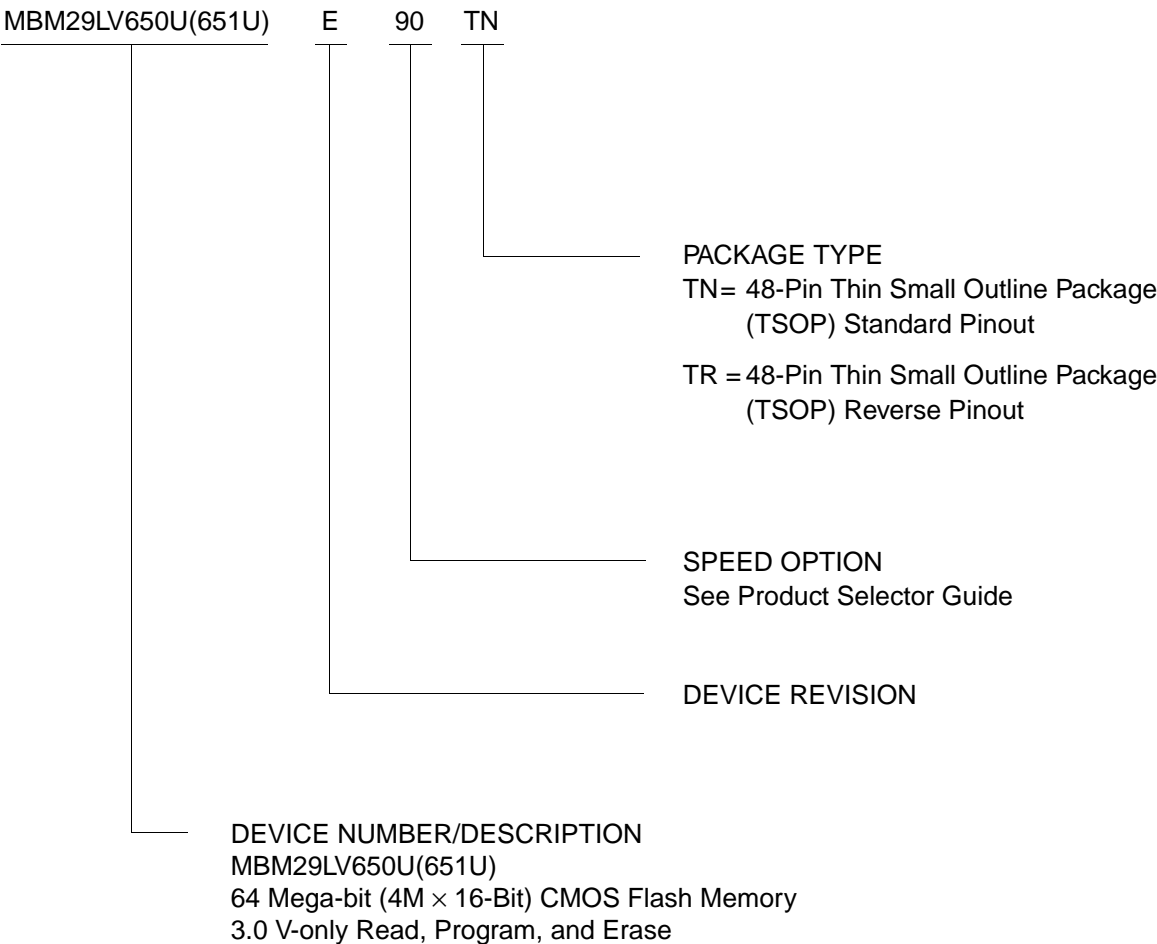 MBM29LV650U(651U) E 90 TN
PACKAGE TYPE
TN= 48-Pin Thin Small Outline Package
(TSOP) Standard Pinout
TR = 48-Pin Thin Small Outline Package
(TSOP) Reverse Pinout
SPEED OPTION
See Product Selector Guide
DEVICE REVISION
DEVICE NUMBER/DESCRIPTION
MBM29LV650U(651U)
64 Mega-bit (4M × 16-Bit) CMOS Flash Memory
3.0 V-only Read, Program, and Erase